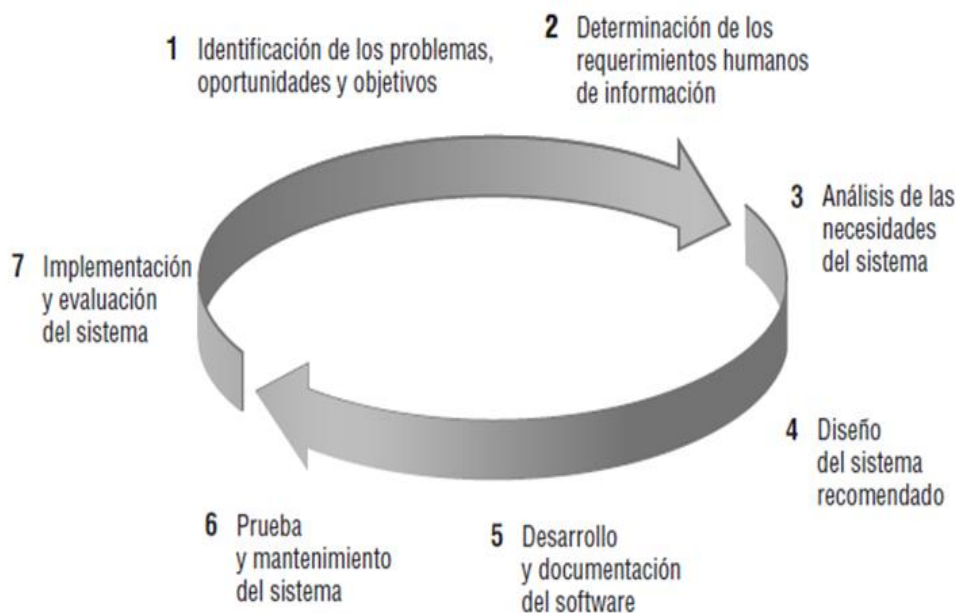 1 Identificación de los problemas,
oportunidades y objetivos
2 Determinación de los
requerimientos humanos
de información
3 Análisis de las
necesidades
del sistema
4 Diseño
del sistema
recomendado
5 Desarrollo
y documentación
del software
6 Prueba
y mantenimiento
del sistema
7 Implementación
y evaluación
del sistema